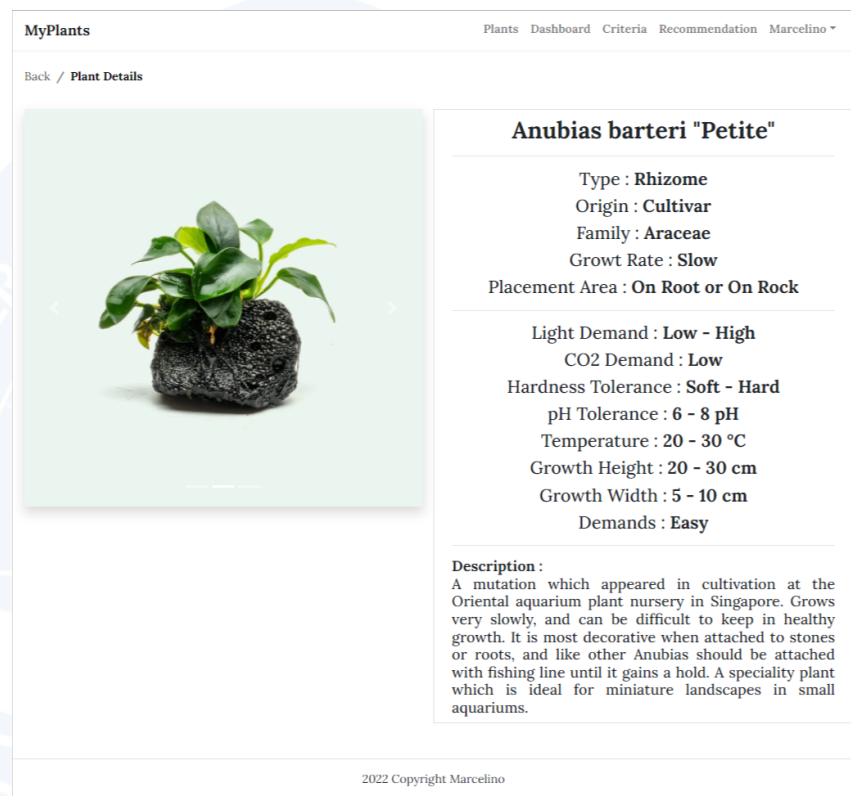 MyPlants
Plants Dashboard Criteria Recommendation Marcelino
Back / Plant Details
Anubias barteri "Petite"
Type : Rhizome
Origin : Cultivar
Family : Araceae
Growt Rate : Slow
Placement Area : On Root or On Rock
Light Demand : Low - High
CO2 Demand : Low
Hardness Tolerance : Soft - Hard
pH Tolerance : 6 - 8 pH
Temperature : 20 - 30 °C
Growth Height : 20 - 30 cm
Growth Width : 5 - 10 cm
Demands : Easy
Description :
A mutation which appeared in cultivation at the
Oriental aquarium plant nursery in Singapore. Grows
very slowly, and can be difficult to keep in healthy
growth. It is most decorative when attached to stones
or roots, and like other Anubias should be attached
with fishing line until it gains a hold. A speciality plant
which is ideal for miniature landscapes in small
aquariums.
2022 Copyright Marcelino